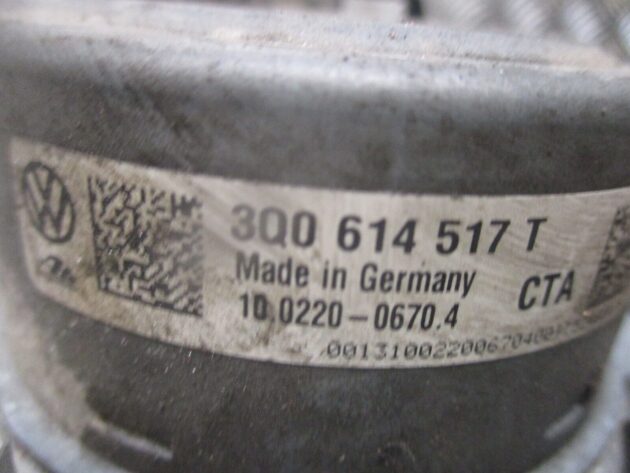 3Q0 614 517 T
Made in Germany
10.0220-0670.4 CTA